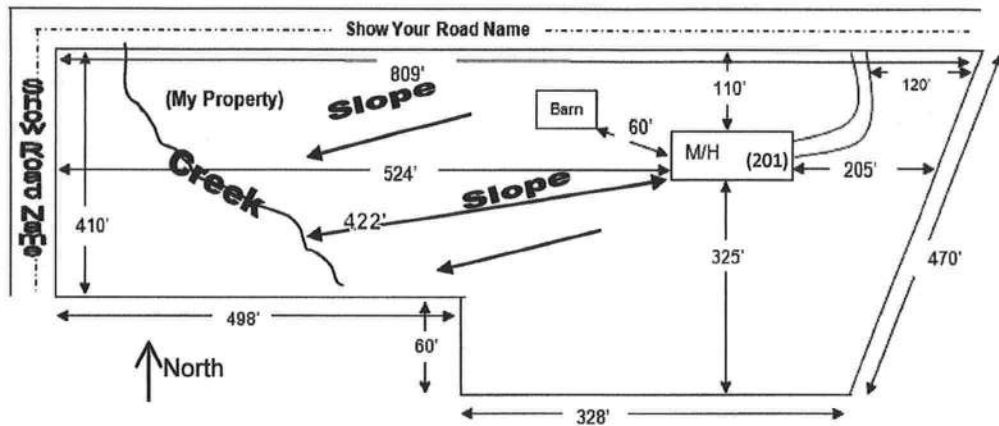 Show Your Road Name
Show Road Name
809'
(My Property)
Slope
110'
120'
Barn
60'
M/H
(201)
Creek
524'
205'
Slope
422'
410'
325'
470'
498'
60'
North
328'